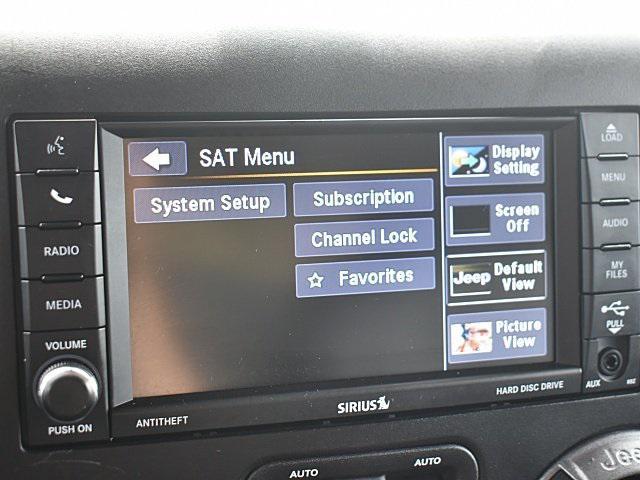 SAT Menu
System Setup
Subscription
Channel Lock
Favorites
Display
Setting
Screen
Off
Jeep
Default
View
Picture
View
RADIO
MEDIA
VOLUME
PUSH ON
LOAD
MENU
AUDIO
MY
FILES
PULL
AUX
ANTITHEFT
SIRIUS
HARD DISC DRIVE
AUTO
AUTO
Jeep